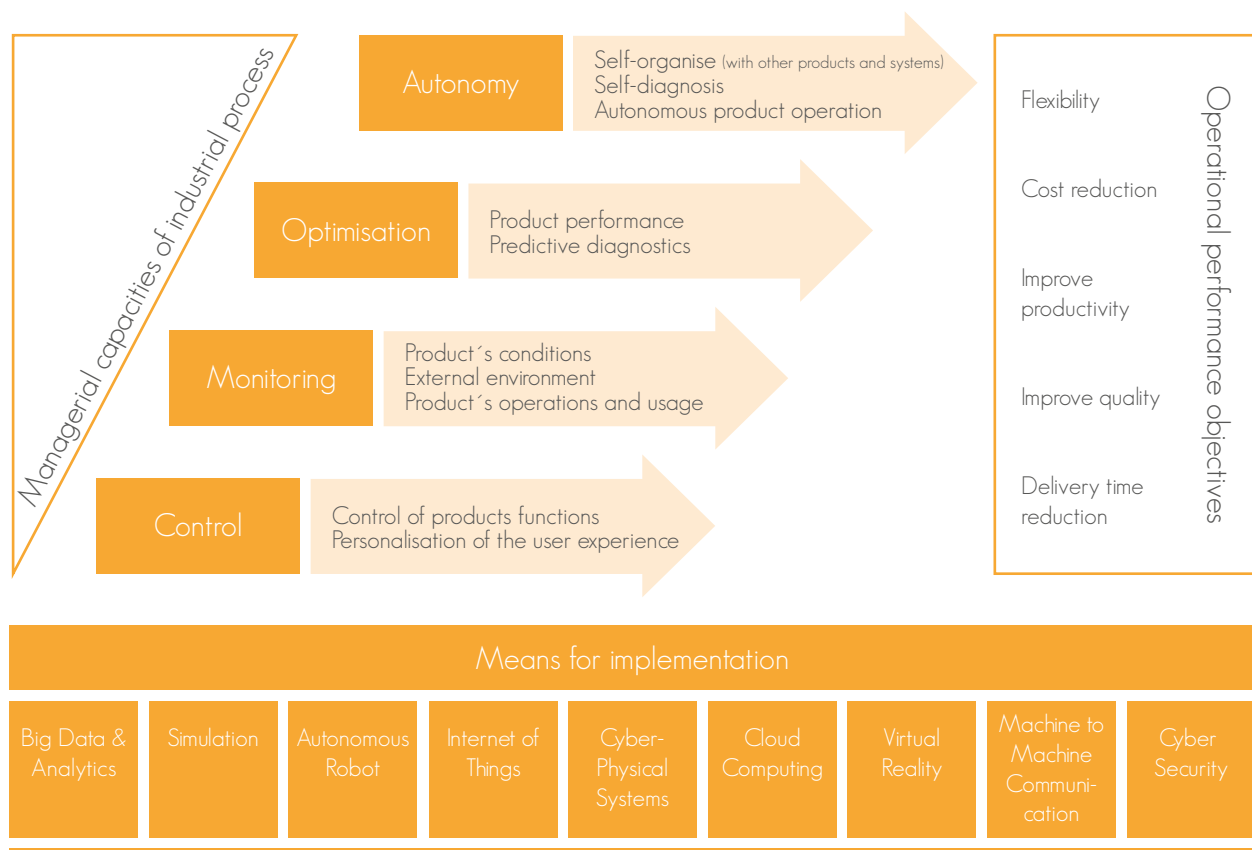 Managerial capacities of industrial process
Autonomy
Self-organise (with other products and systems)
Self-diagnosis
Autonomous product operation
Optimisation
Product performance
Predictive diagnostics
Monitoring
Product´s conditions
External environment
Product´s operations and usage
Control
Control of products functions
Personalisation of the user experience
Flexibility
Cost reduction
Improve
productivity
Improve quality
Delivery time
reduction
Operational performance objectives
Means for implementation
Big Data &
Analytics
Simulation
Autonomous
Robot
Internet of
Things
Cyber-
Physical
Systems
Cloud
Computing
Virtual
Reality
Machine to
Machine
Communi-
cation
Cyber
Security